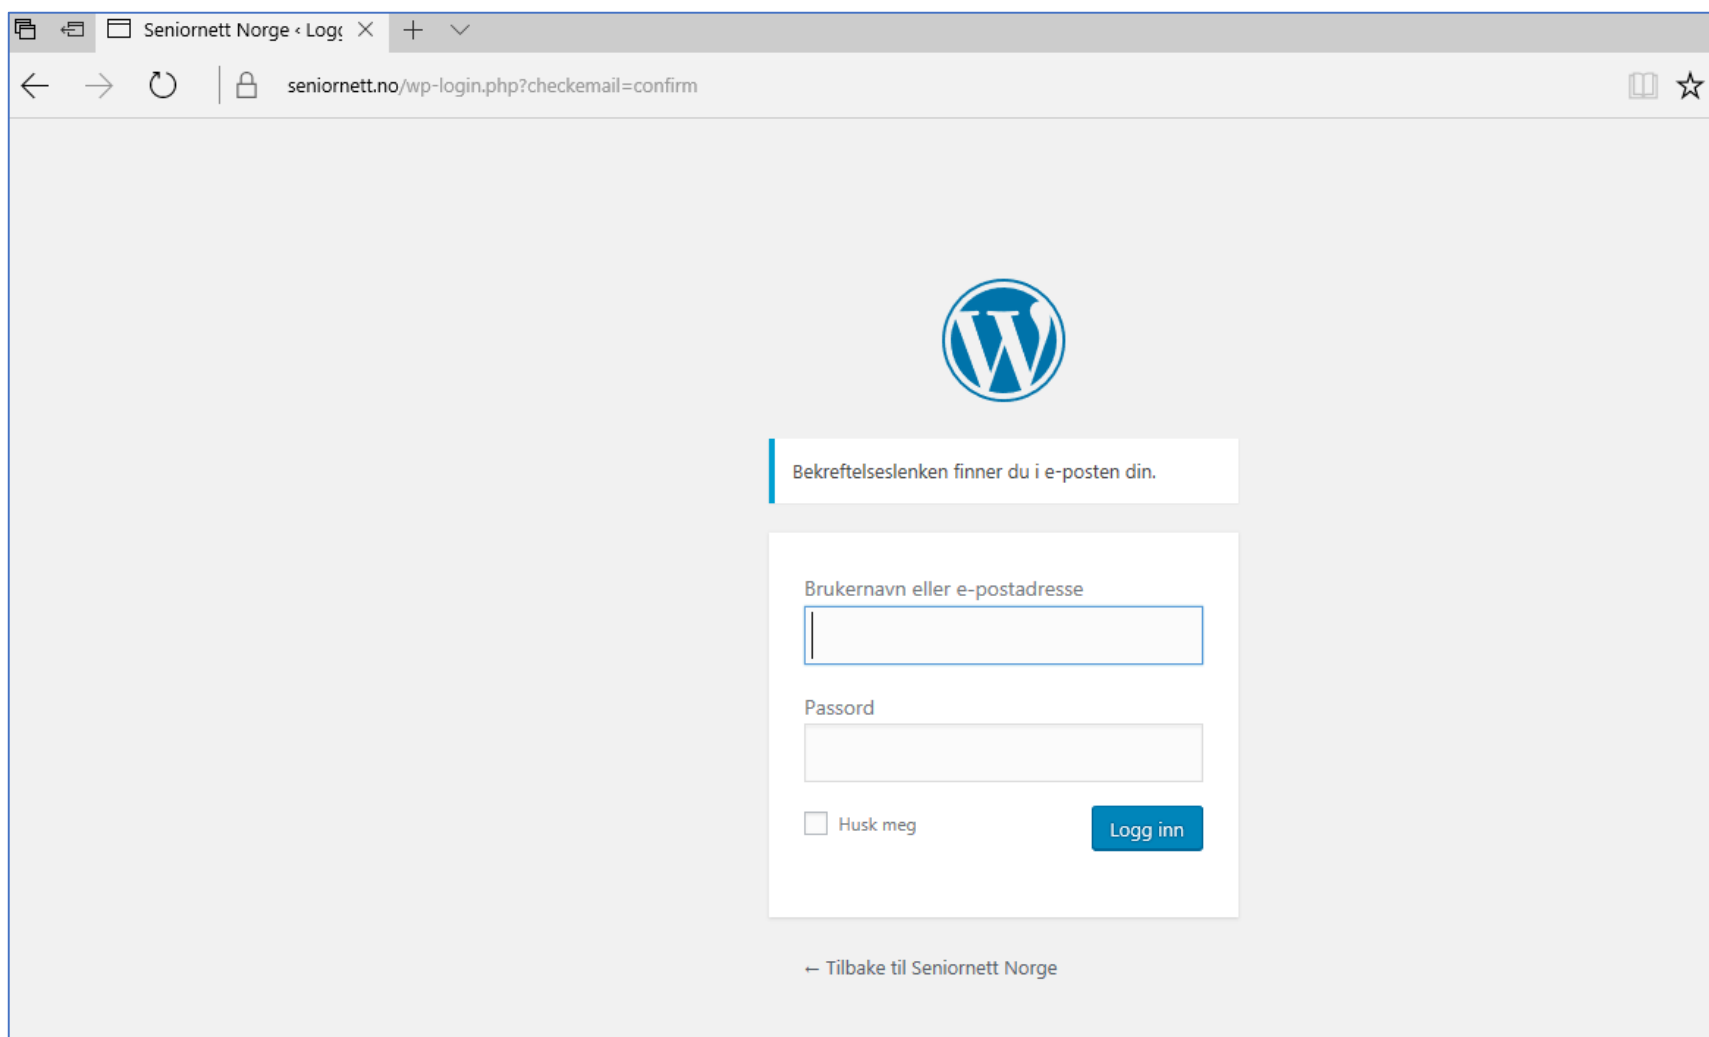 Seniornett Norge ‹ Logg
seniornett.no/wp-login.php?checkemail=confirm
Bekreftelseslenken finner du i e-posten din.
Brukernavn eller e-postadresse
Passord
Husk meg
Logg inn
← Tilbake til Seniornett Norge